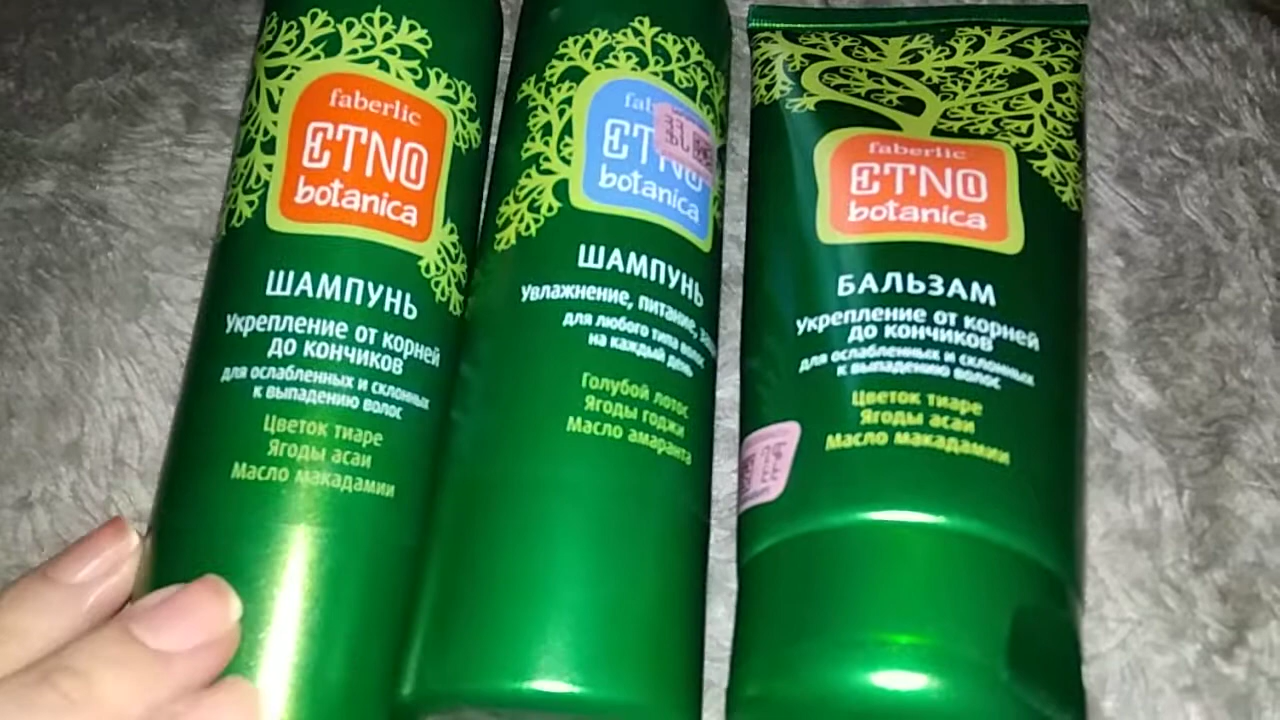 faberlic
ETNO
botanica
ШАМПУНЬ
Укрепление от корней
до кончиков
для ослабленных и склонных
к выпадению волос
Цветок тиаре
Ягоды асаи
Масло макадамии
ETNO
botanica
ШАМПУНЬ
Увлажнение, питание,
для любого типа волос
на каждый день
Голубой лотос
Ягоды годжи
Масло амаранта
faberlic
ETNO
botanica
БАЛЬЗАМ
Укрепление от корней
до кончиков
для ослабленных и склонных
к выпадению волос
Цветок тиаре
Ягоды асаи
Масло макадамии